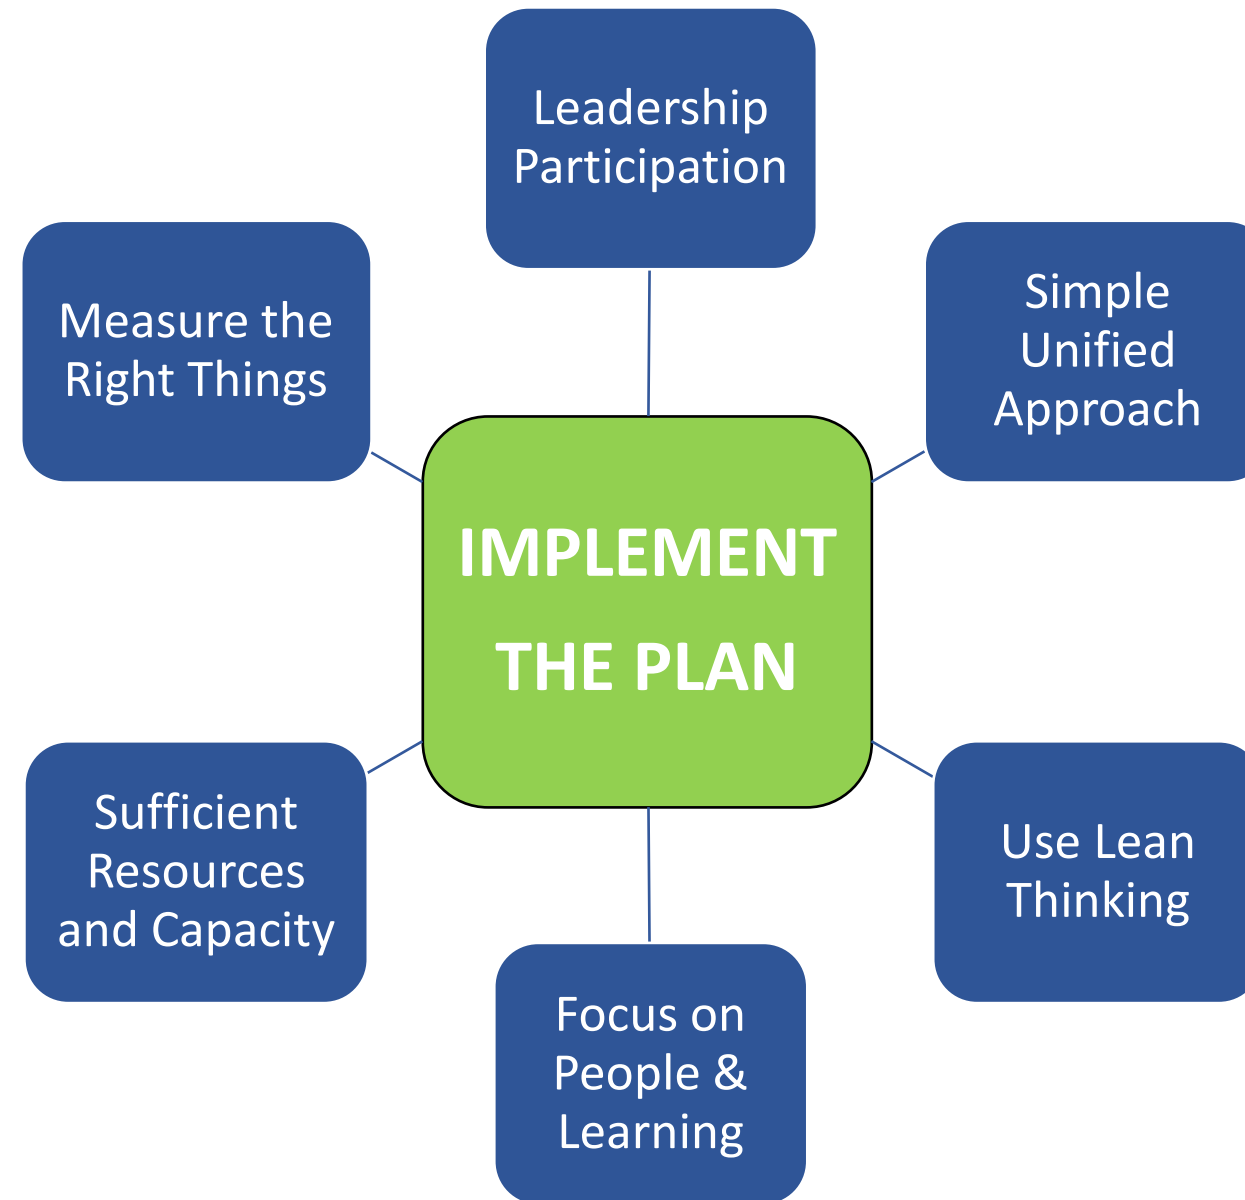 Leadership
Participation
Simple
Unified
Approach
Use Lean
Thinking
Focus on
People &
Learning
Sufficient
Resources
and Capacity
Measure the
Right Things
IMPLEMENT
THE PLAN